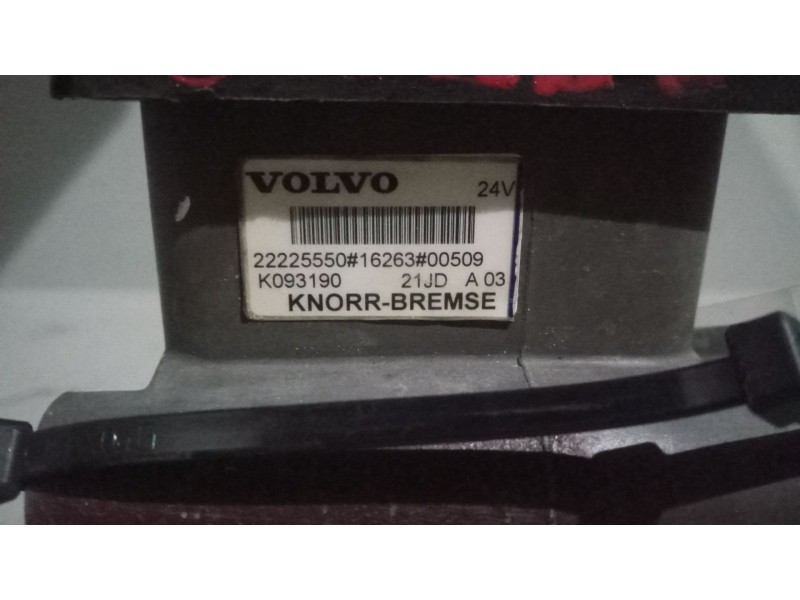 VOLVO 24V
22225550#16263#00509
K093190 21JD A 03
KNORR-BREMSE